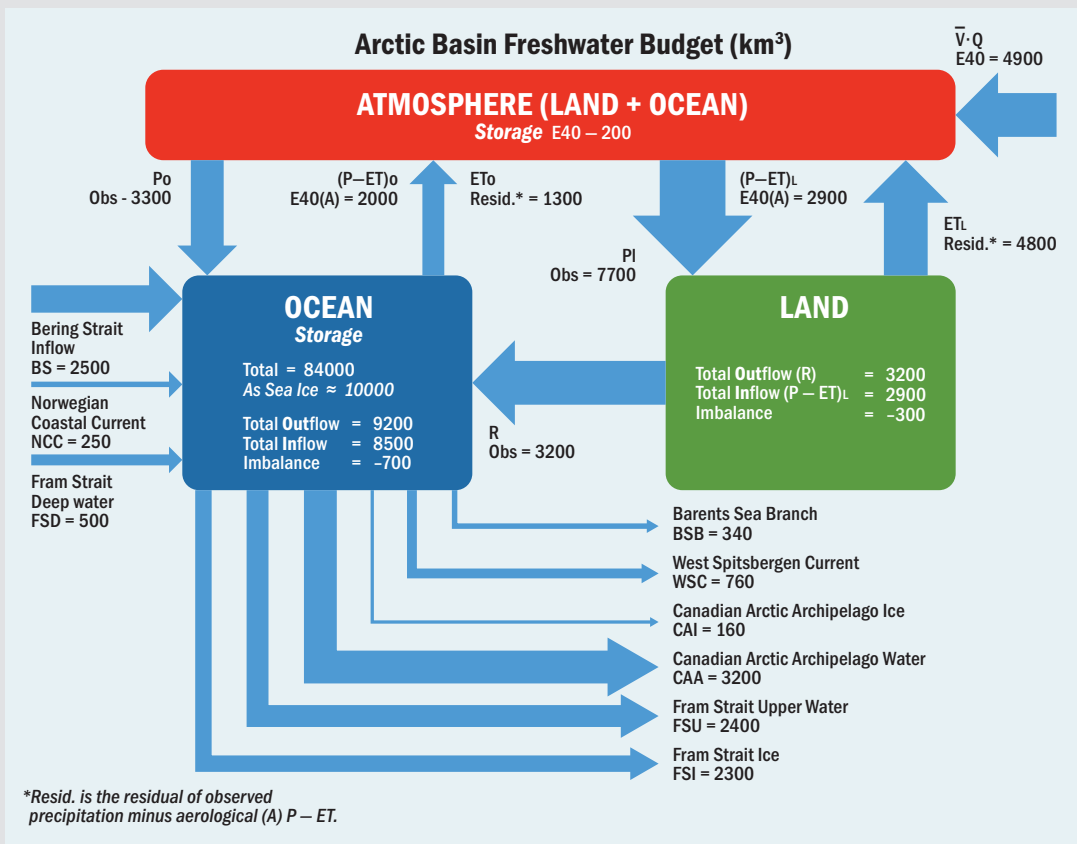 Arctic Basin Freshwater Budget (km³)
V̅·Q
E40 = 4900
ATMOSPHERE (LAND + OCEAN)
Storage E40 – 200
Po
Obs - 3300
(P–ET)o
E40(A) = 2000
ETo
Resid.* = 1300
(P–ET)L
E40(A) = 2900
ETL
Resid.* = 4800
Pl
Obs = 7700
Bering Strait
Inflow
BS = 2500
Norwegian
Coastal Current
NCC = 250
Fram Strait
Deep water
FSD = 500
OCEAN
Storage
Total = 84000
As Sea Ice ≈ 10000
Total Outflow = 9200
Total Inflow = 8500
Imbalance = –700
R
Obs = 3200
LAND
Total Outflow (R) = 3200
Total Inflow (P – ET)L = 2900
Imbalance = –300
Barents Sea Branch
BSB = 340
West Spitsbergen Current
WSC = 760
Canadian Arctic Archipelago Ice
CAI = 160
Canadian Arctic Archipelago Water
CAA = 3200
Fram Strait Upper Water
FSU = 2400
Fram Strait Ice
FSI = 2300
*Resid. is the residual of observed
precipitation minus aerological (A) P – ET.